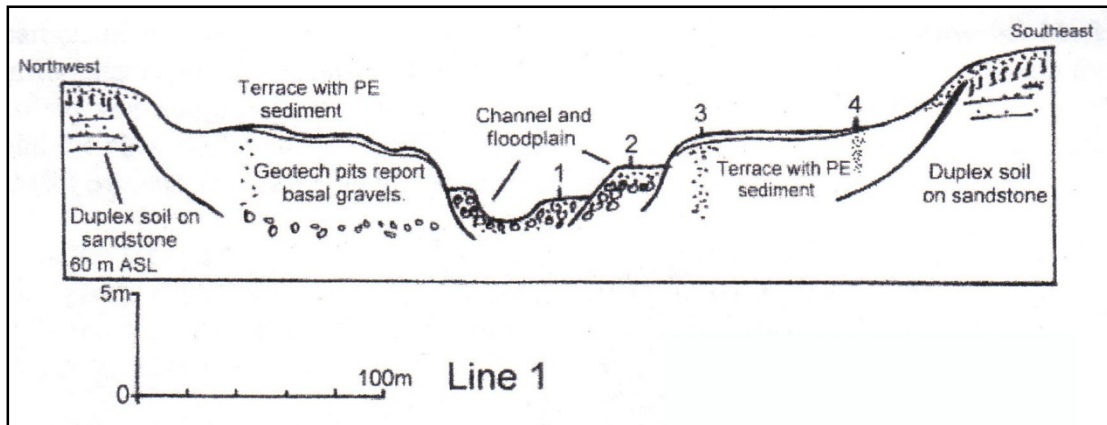 Northwest
Southeast
Terrace with PE
sediment
Channel and
floodplain
1
2
3
4
Geotech pits report
basal gravels.
Terrace with PE
sediment
Duplex soil
on sandstone
Duplex soil on
sandstone
60 m ASL
5m
0
100m
Line 1